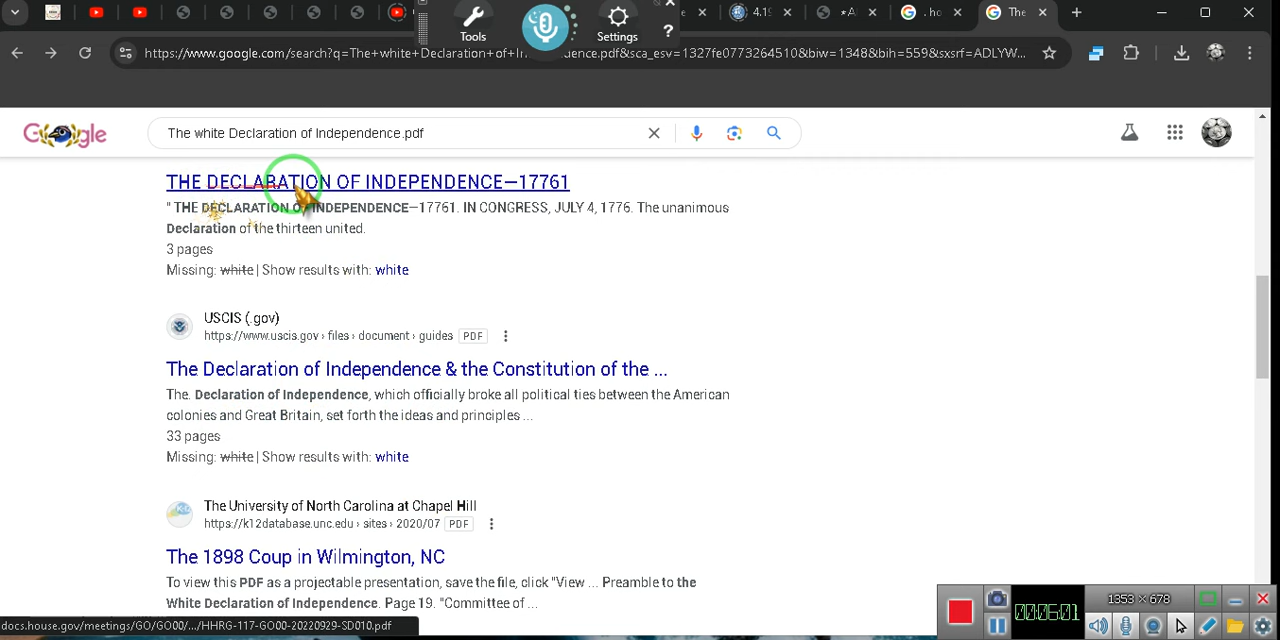 Tools
Settings
?
e
4.19
*A
. ho
The
https://www.google.com/search?q=The+white+Declaration+of+In ence.pdf&sca_esv=1327fe0773264510&biw=1348&bih=559&sxsrf=ADLYW...
The white Declaration of Independence.pdf
THE DECLARATION OF INDEPENDENCE—17761
" THE DECLARATION OF INDEPENDENCE—17761. IN CONGRESS, JULY 4, 1776. The unanimous
Declaration of the thirteen united.
3 pages
Missing: white | Show results with: white
USCIS (.gov)
https://www.uscis.gov › files › document › guides PDF
The Declaration of Independence & the Constitution of the ...
The. Declaration of Independence, which officially broke all political ties between the American
colonies and Great Britain, set forth the ideas and principles ...
33 pages
Missing: white | Show results with: white
The University of North Carolina at Chapel Hill
https://k12database.unc.edu › sites › 2020/07 PDF
The 1898 Coup in Wilmington, NC
To view this PDF as a projectable presentation, save the file, click "View ... Preamble to the
White Declaration of Independence. Page 19. "Committee of ...
docs.house.gov/meetings/GO/GO00/.../HHRG-117-GO00-20220929-SD010.pdf
1353 × 678
00:06:01